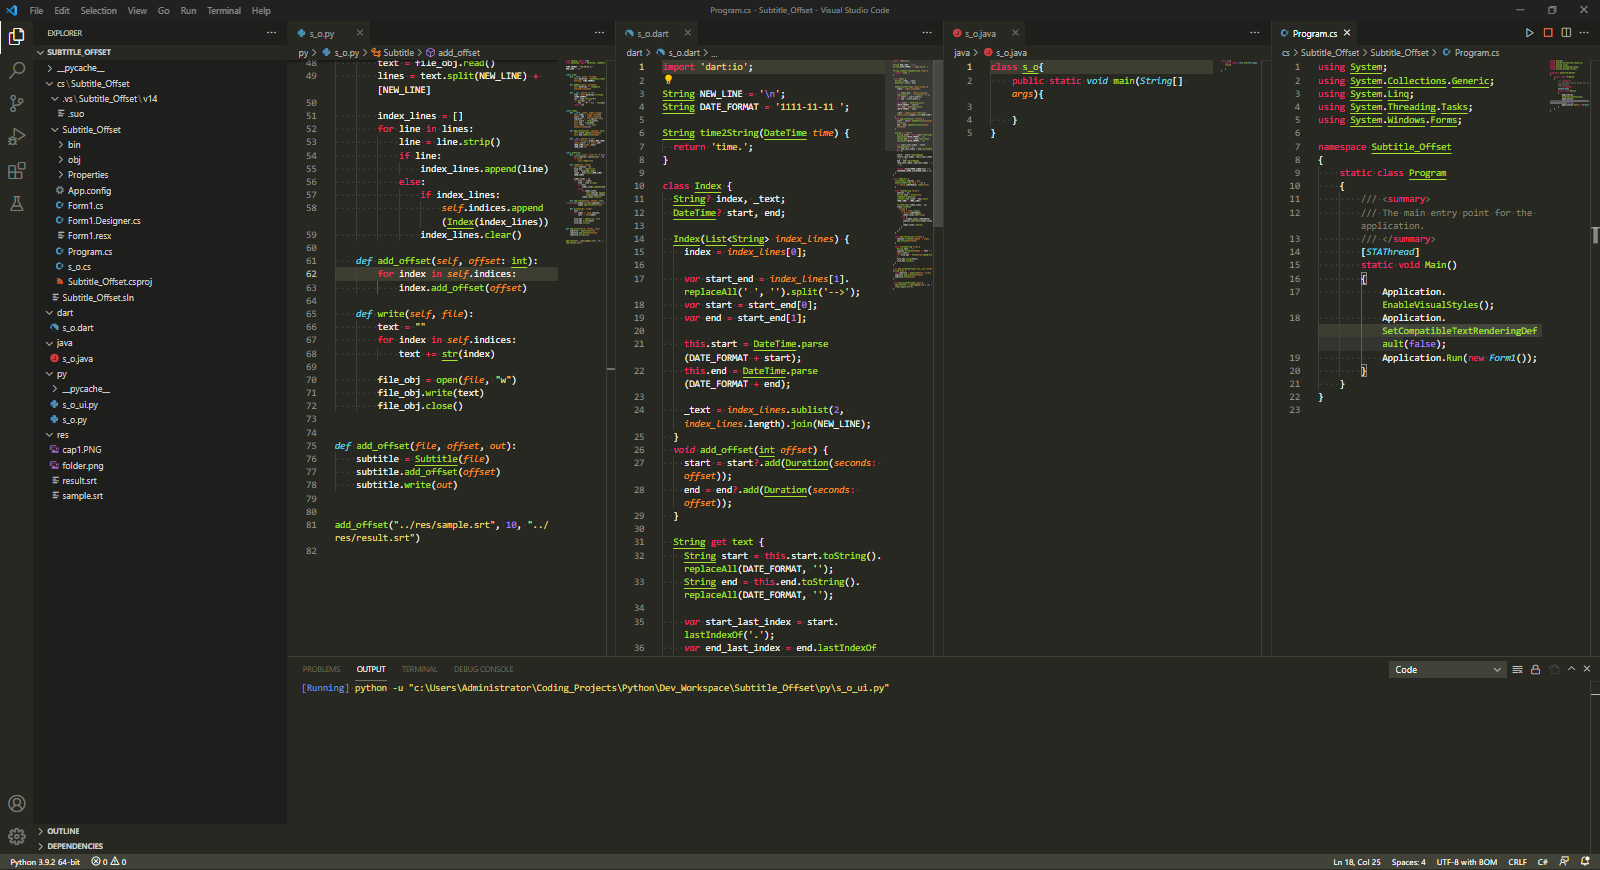 File Edit Selection View Go Run Terminal Help
Program.cs - Subtitle_Offset - Visual Studio Code
EXPLORER
SUBTITLE_OFFSET
__pycache__
cs\Subtitle_Offset
.vs\Subtitle_Offset\v14
.suo
Subtitle_Offset
bin
obj
Properties
App.config
Form1.cs
Form1.Designer.cs
Form1.resx
Program.cs
s_o.cs
Subtitle_Offset.csproj
Subtitle_Offset.sln
dart
s_o.dart
java
s_o.java
py
__pycache__
s_o_ui.py
s_o.py
res
cap1.PNG
folder.png
result.srt
sample.srt
OUTLINE
DEPENDENCIES
s_o.py
py > s_o.py > Subtitle > add_offset
48 text = file_obj.read()
49 lines = text.split(NEW_LINE) +
[NEW_LINE]
50
51 index_lines = []
52 for line in lines:
53 line = line.strip()
54 if line:
55 index_lines.append(line)
56 else:
57 if index_lines:
58 self.indices.append
(Index(index_lines))
59 index_lines.clear()
60
61 def add_offset(self, offset: int):
62 for index in self.indices:
63 index.add_offset(offset)
64
65 def write(self, file):
66 text = ""
67 for index in self.indices:
68 text += str(index)
69
70 file_obj = open(file, "w")
71 file_obj.write(text)
72 file_obj.close()
73
74
75 def add_offset(file, offset, out):
76 subtitle = Subtitle(file)
77 subtitle.add_offset(offset)
78 subtitle.write(out)
79
80
81 add_offset("../res/sample.srt", 10, "../
res/result.srt")
82
s_o.dart
dart > s_o.dart > ...
1 import 'dart:io';
2
3 String NEW_LINE = '\n';
4 String DATE_FORMAT = '1111-11-11 ';
5
6 String time2String(DateTime time) {
7 return 'time.';
8 }
9
10 class Index {
11 String? index, _text;
12 DateTime? start, end;
13
14 Index(List<String> index_lines) {
15 index = index_lines[0];
16
17 var start_end = index_lines[1].
replaceAll(' ', '').split('-->');
18 var start = start_end[0];
19 var end = start_end[1];
20
21 this.start = DateTime.parse
(DATE_FORMAT + start);
22 this.end = DateTime.parse
(DATE_FORMAT + end);
23
24 _text = index_lines.sublist(2,
index_lines.length).join(NEW_LINE);
25 }
26 void add_offset(int offset) {
27 start = start?.add(Duration(seconds:
offset));
28 end = end?.add(Duration(seconds:
offset));
29 }
30
31 String get text {
32 String start = this.start.toString().
replaceAll(DATE_FORMAT, '');
33 String end = this.end.toString().
replaceAll(DATE_FORMAT, '');
34
35 var start_last_index = start.
lastIndexOf('.');
36 var end_last_index = end.lastIndexOf
s_o.java
java > s_o.java
1 class s_o{
2 public static void main(String[]
args){
3
4 }
5 }
Program.cs
cs > Subtitle_Offset > Subtitle_Offset > Program.cs
1 using System;
2 using System.Collections.Generic;
3 using System.Linq;
4 using System.Threading.Tasks;
5 using System.Windows.Forms;
6
7 namespace Subtitle_Offset
8 {
9 static class Program
10 {
11 /// <summary>
12 /// The main entry point for the
application.
13 /// </summary>
14 [STAThread]
15 static void Main()
16 {
17 Application.
EnableVisualStyles();
18 Application.
SetCompatibleTextRenderingDef
ault(false);
19 Application.Run(new Form1());
20 }
21 }
22 }
23
PROBLEMS OUTPUT TERMINAL DEBUG CONSOLE
Code
[Running] python -u "c:\Users\Administrator\Coding_Projects\Python\Dev_Workspace\Subtitle_Offset\py\s_o_ui.py"
Python 3.9.2 64-bit 0 0
Ln 18, Col 25 Spaces: 4 UTF-8 with BOM CRLF C#